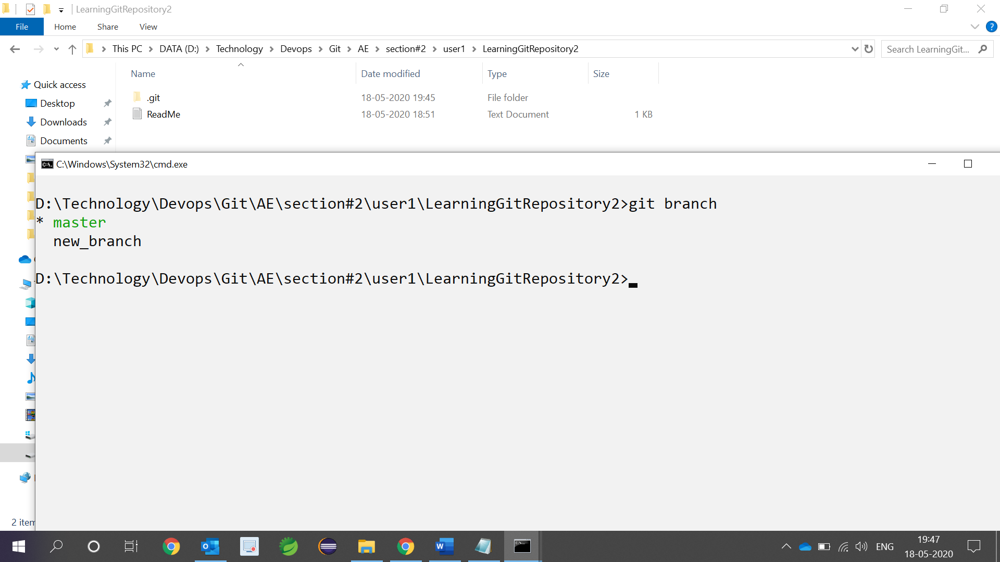 LearningGitRepository2
File Home Share View
This PC DATA (D:) Technology Devops Git AE section#2 user1 LearningGitRepository2
Search LearningGit...
Name Date modified Type Size
Quick access
.git 18-05-2020 19:45 File folder
Desktop
ReadMe 18-05-2020 18:51 Text Document 1 KB
Downloads
Documents
C:\Windows\System32\cmd.exe
D:\Technology\Devops\Git\AE\section#2\user1\LearningGitRepository2>git branch
* master
new_branch
D:\Technology\Devops\Git\AE\section#2\user1\LearningGitRepository2>
2 item
ENG
19:47
18-05-2020